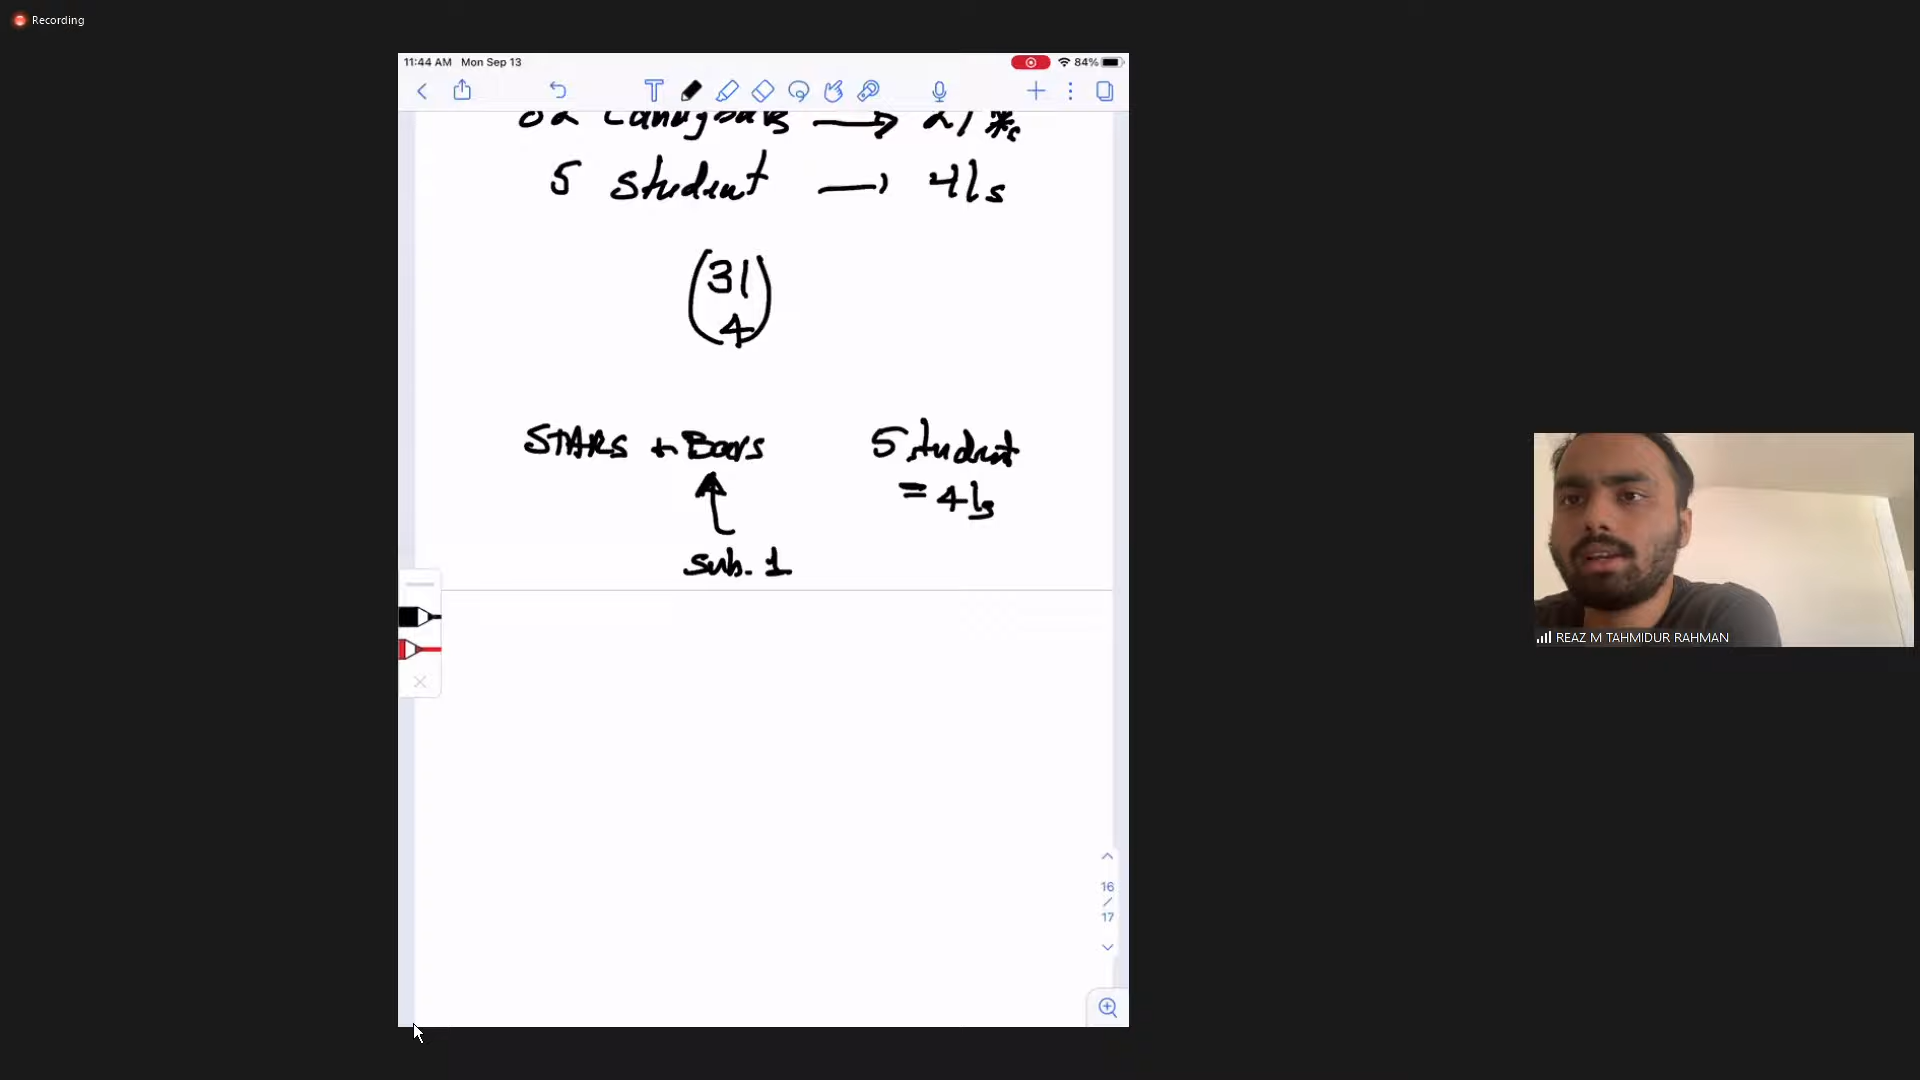 Recording
11:44 AM Mon Sep 13
84%
T
5 student → 4 |s
(31
4)
STARS + Bars
5 student
= 4 |s
sub. 1
16
/
17
REAZ M TAHMIDUR RAHMAN